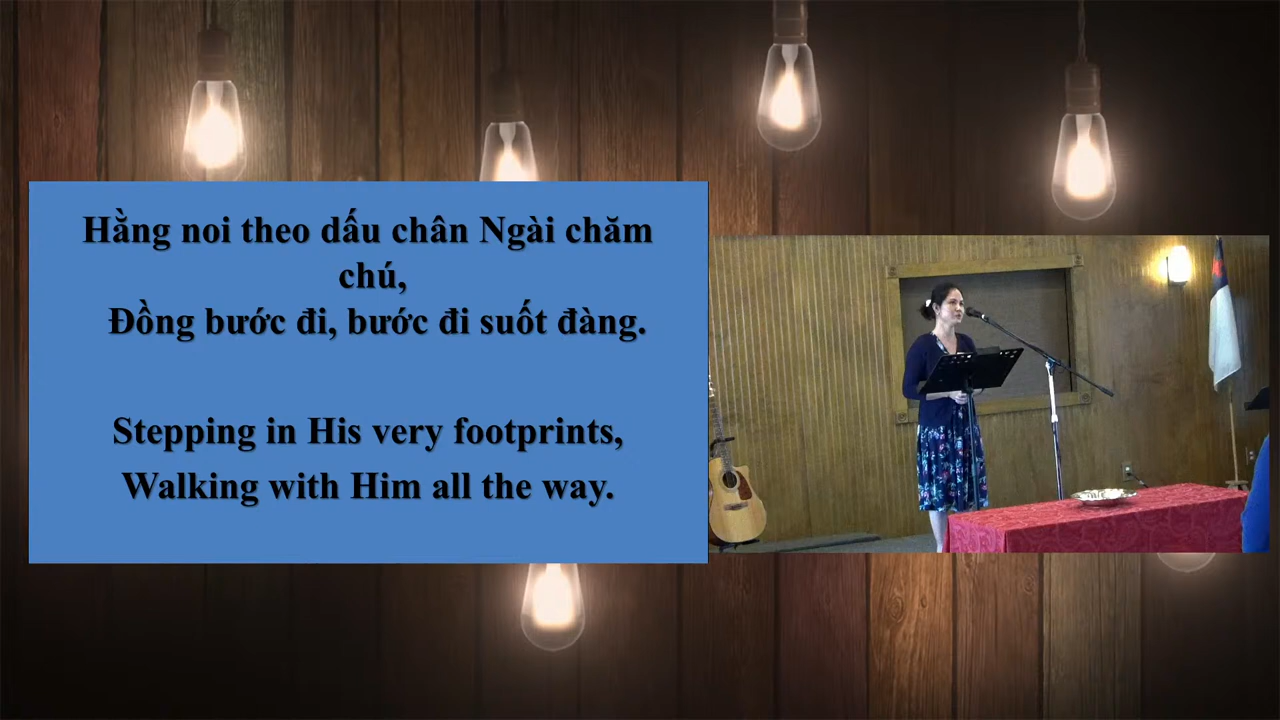 Hằng noi theo dấu chân Ngài chăm
chú,
Đồng bước đi, bước đi suốt đàng.
Stepping in His very footprints,
Walking with Him all the way.